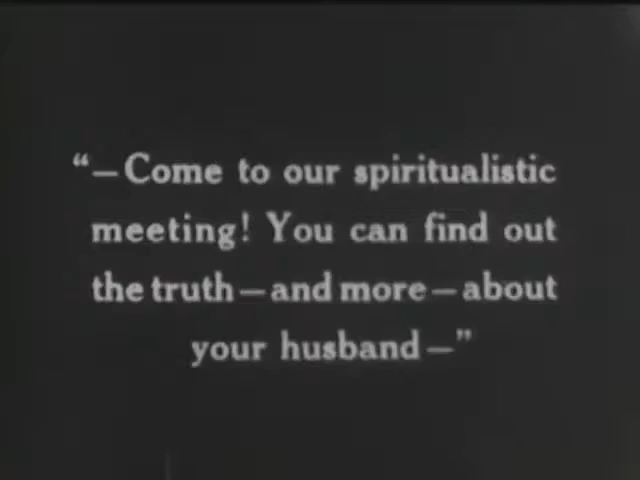 “—Come to our spiritualistic
meeting! You can find out
the truth—and more—about
your husband—”